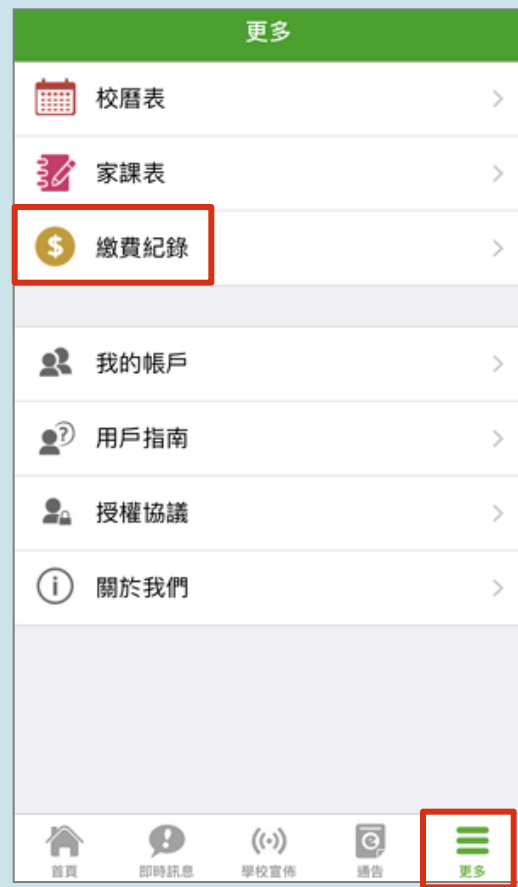 更多
校曆表
家課表
$ 繳費紀錄
我的帳戶
用戶指南
授權協議
關於我們
首頁
即時訊息
學校宣佈
通告
更多